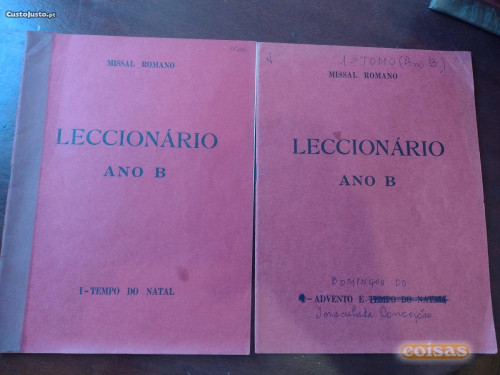 CustoJusto.pt
MISSAL ROMANO
LECCIONÁRIO
ANO B
I - TEMPO DO NATAL
1º TOMO (Ano B)
MISSAL ROMANO
LECCIONÁRIO
ANO B
DOMINGOS DO
- ADVENTO E TEMPO DO NATAL
Imaculada Conceição
coisas